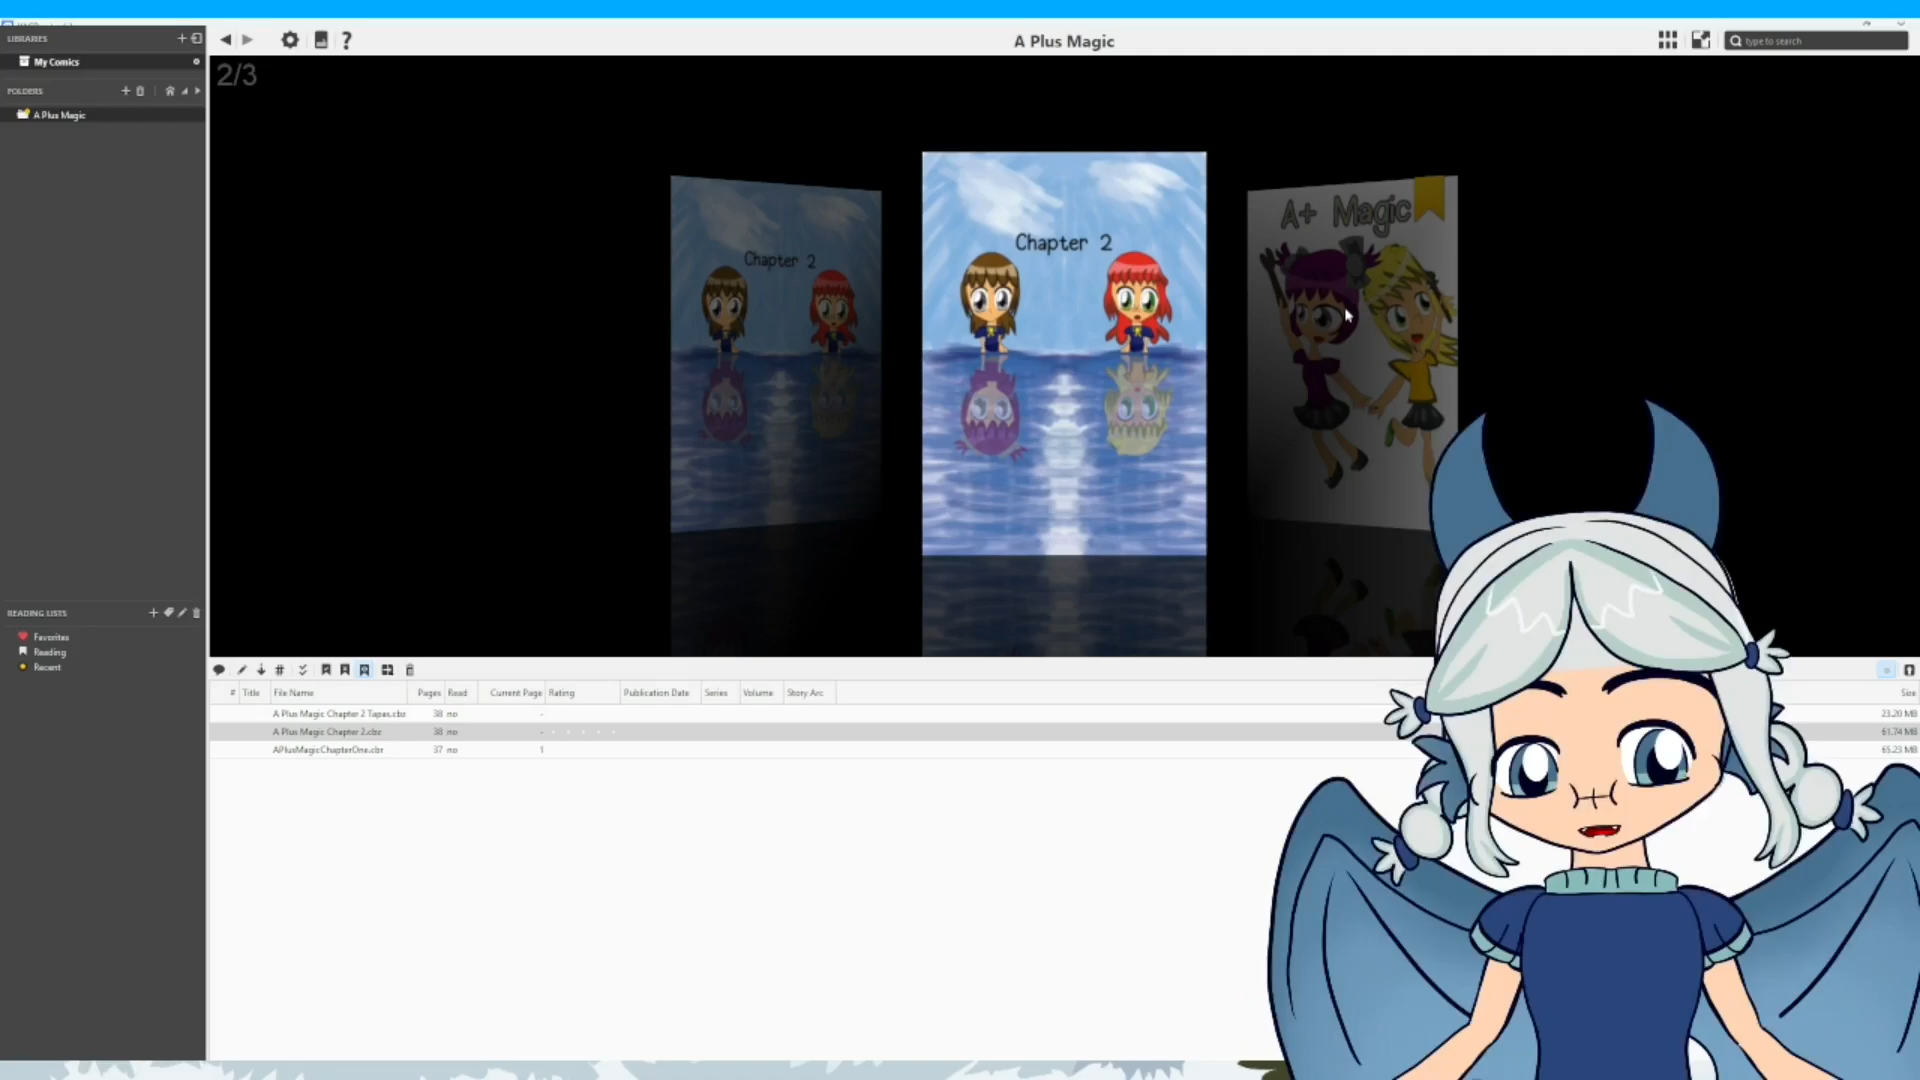 LIBRARIES
My Comics
FOLDERS
A Plus Magic
READING LISTS
Favorites
Reading
Recent
?
A Plus Magic
type to search
2/3
Chapter 2
Chapter 2
A+ Magic
# Title File Name Pages Read Current Page Rating Publication Date Series Volume Story Arc Size
A Plus Magic Chapter 2 Tapas.cbz 38 no - 23.20 MB
A Plus Magic Chapter 2.cbz 38 no - 61.74 MB
APlusMagicChapterOne.cbr 37 no 1 65.23 MB